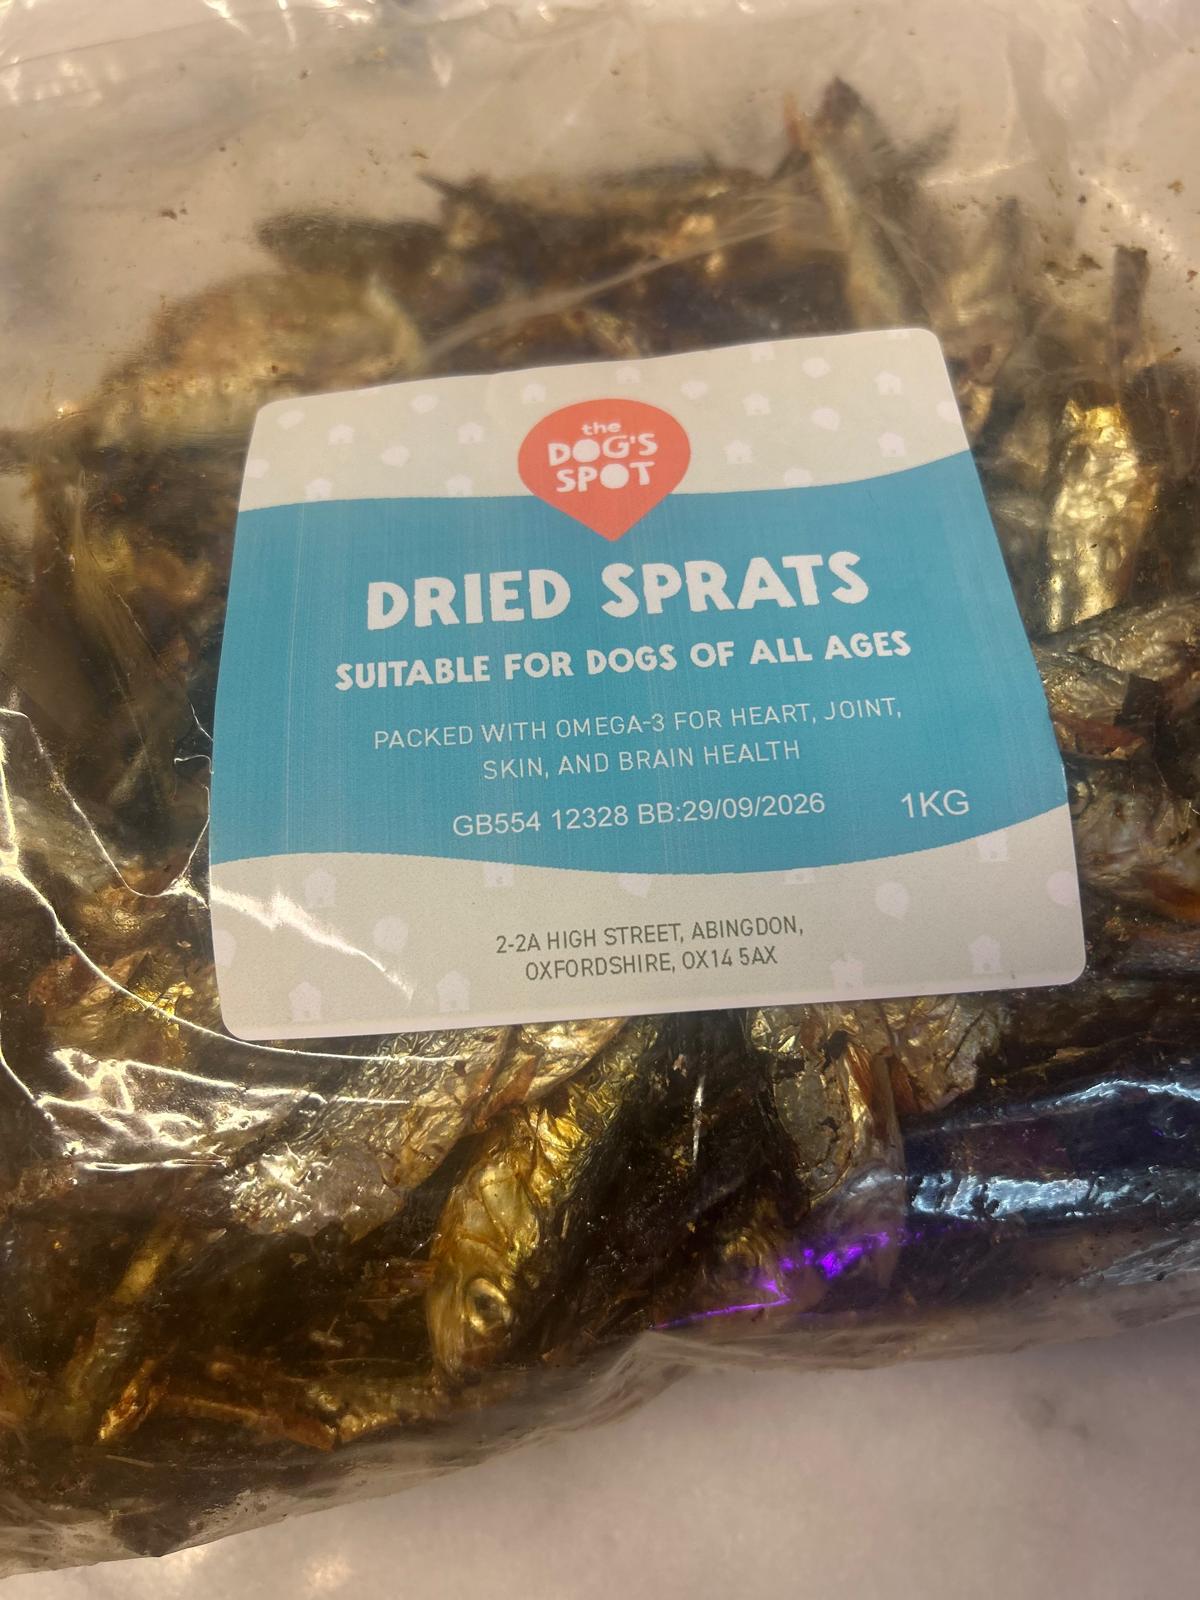 the
DOG'S
SPOT
DRIED SPRATS
SUITABLE FOR DOGS OF ALL AGES
PACKED WITH OMEGA-3 FOR HEART, JOINT,
SKIN, AND BRAIN HEALTH
GB554 12328 BB:29/09/2026 1KG
2-2A HIGH STREET, ABINGDON,
OXFORDSHIRE, OX14 5AX